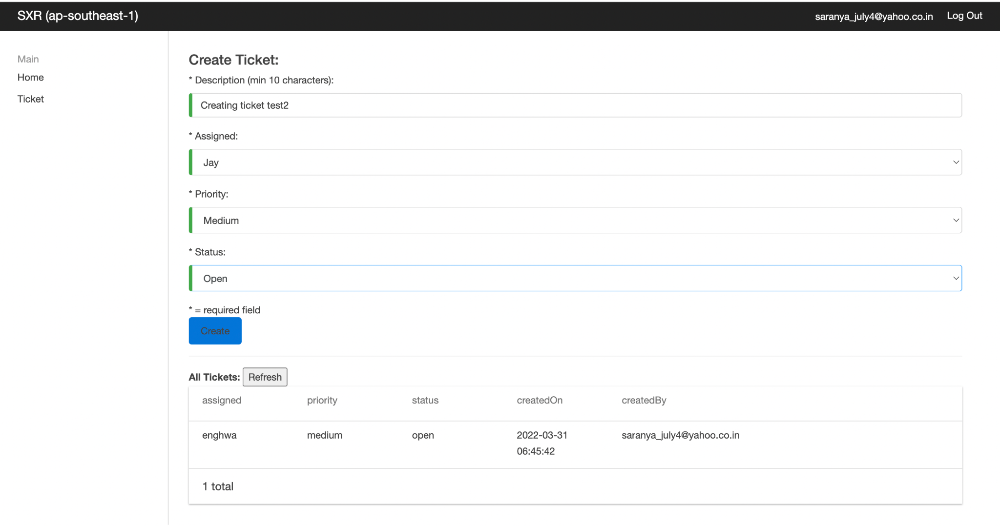 SXR (ap-southeast-1)
saranya_july4@yahoo.co.in Log Out
Main
Home
Ticket
Create Ticket:
* Description (min 10 characters):
Creating ticket test2
* Assigned:
Jay
* Priority:
Medium
* Status:
Open
* = required field
Create
All Tickets: Refresh
assigned priority status createdOn createdBy
enghwa medium open 2022-03-31 saranya_july4@yahoo.co.in
06:45:42
1 total